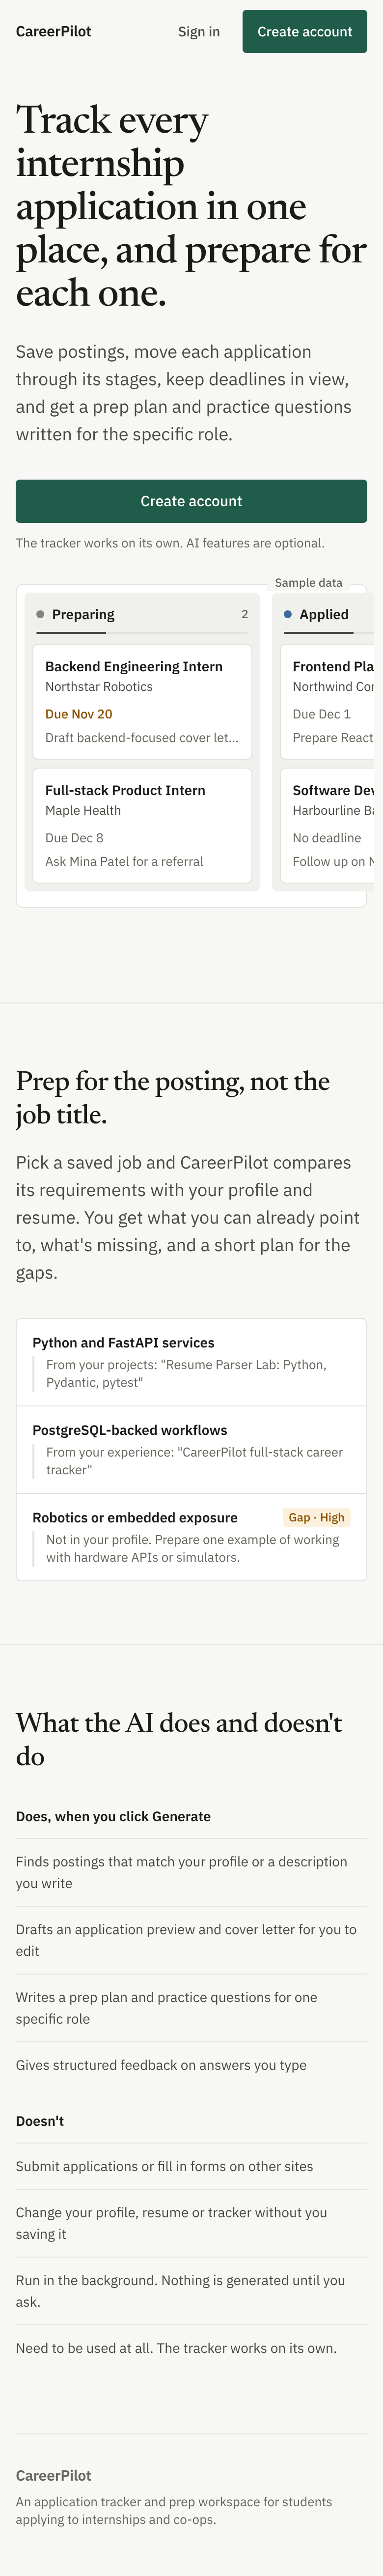 CareerPilot
Sign in
Create account
Track every
internship
application in one
place, and prepare for
each one.
Save postings, move each application
through its stages, keep deadlines in view,
and get a prep plan and practice questions
written for the specific role.
Create account
The tracker works on its own. AI features are optional.
Sample data
Preparing
2
Backend Engineering Intern
Northstar Robotics
Due Nov 20
Draft backend-focused cover let...
Full-stack Product Intern
Maple Health
Due Dec 8
Ask Mina Patel for a referral
Applied
Frontend Pla
Northwind Cor
Due Dec 1
Prepare React
Software Dev
Harbourline Ba
No deadline
Follow up on N
Prep for the posting, not the
job title.
Pick a saved job and CareerPilot compares
its requirements with your profile and
resume. You get what you can already point
to, what's missing, and a short plan for the
gaps.
Python and FastAPI services
From your projects: "Resume Parser Lab: Python,
Pydantic, pytest"
PostgreSQL-backed workflows
From your experience: "CareerPilot full-stack career
tracker"
Robotics or embedded exposure
Gap · High
Not in your profile. Prepare one example of working
with hardware APIs or simulators.
What the AI does and doesn't
do
Does, when you click Generate
Finds postings that match your profile or a description
you write
Drafts an application preview and cover letter for you to
edit
Writes a prep plan and practice questions for one
specific role
Gives structured feedback on answers you type
Doesn't
Submit applications or fill in forms on other sites
Change your profile, resume or tracker without you
saving it
Run in the background. Nothing is generated until you
ask.
Need to be used at all. The tracker works on its own.
CareerPilot
An application tracker and prep workspace for students
applying to internships and co-ops.